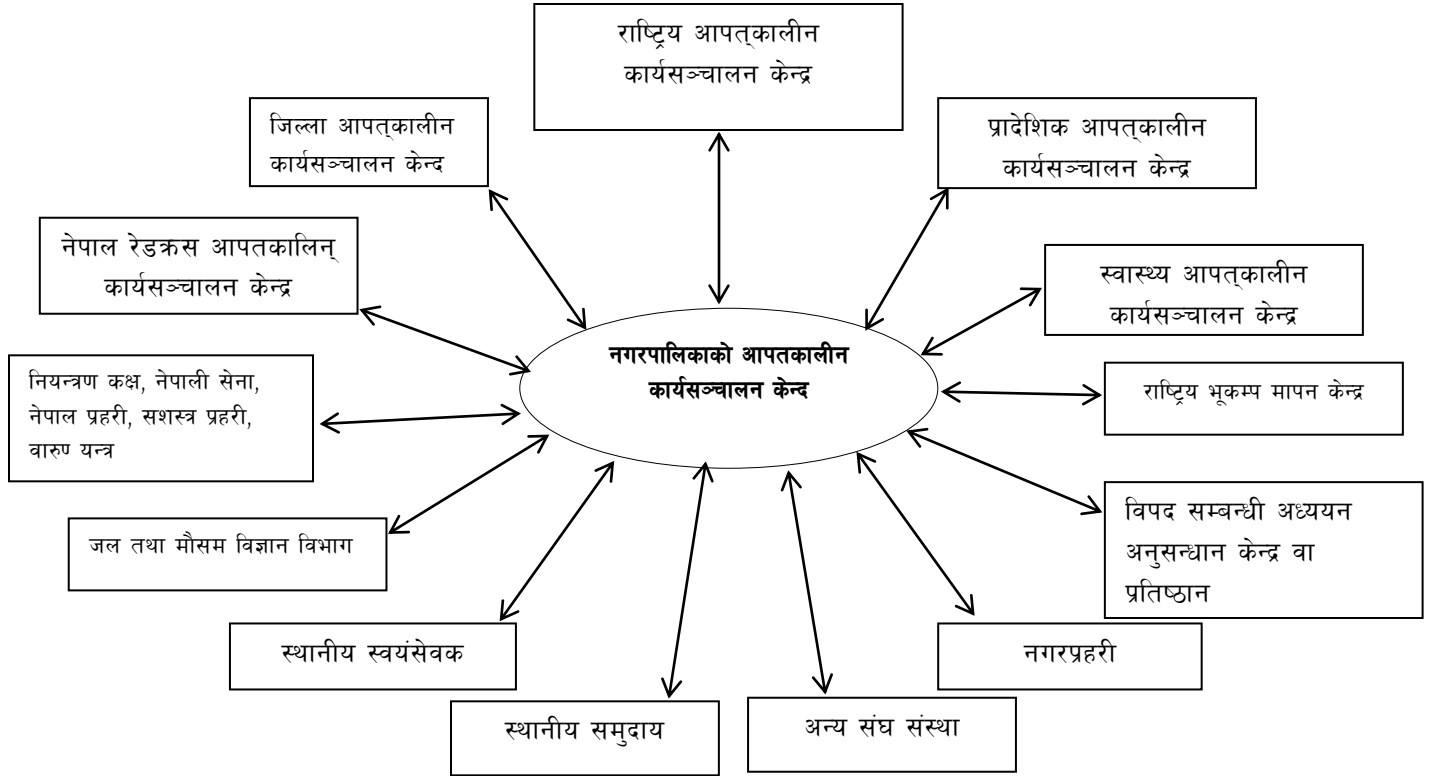 राष्ट्रिय आपत्कालीन
कार्यसञ्चालन केन्द्र
जिल्ला आपत्कालीन
कार्यसञ्चालन केन्द
प्रादेशिक आपत्कालीन
कार्यसञ्चालन केन्द्र
नेपाल रेडक्रस आपतकालिन्
कार्यसञ्चालन केन्द्र
स्वास्थ्य आपत्कालीन
कार्यसञ्चालन केन्द्र
नगरपालिकाको आपतकालीन
कार्यसञ्चालन केन्द
नियन्त्रण कक्ष, नेपाली सेना,
नेपाल प्रहरी, सशस्त्र प्रहरी,
वारुण यन्त्र
राष्ट्रिय भूकम्प मापन केन्द्र
विपद सम्बन्धी अध्ययन
अनुसन्धान केन्द्र वा
प्रतिष्ठान
जल तथा मौसम विज्ञान विभाग
स्थानीय स्वयंसेवक
नगरप्रहरी
स्थानीय समुदाय
अन्य संघ संस्था